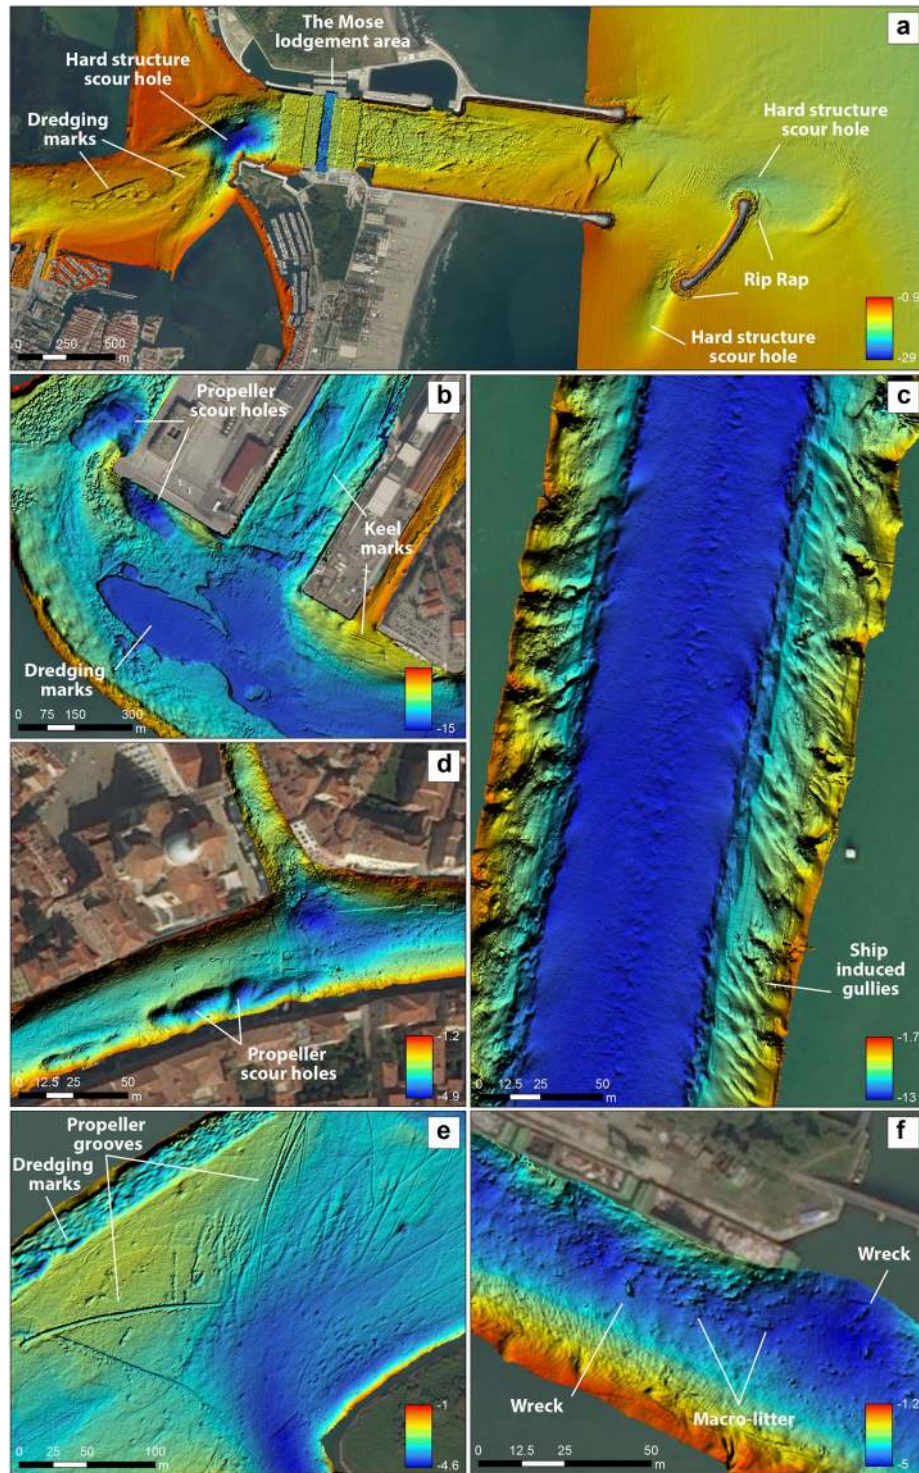 a
The Mose
lodgement area
Hard structure
scour hole
Dredging
marks
Hard structure
scour hole
Rip Rap
Hard structure
scour hole
0 250 500
m
-0.9
-29
b
Propeller
scour holes
Keel
marks
Dredging
marks
0 75 150 300
m
-15
c
Ship
induced
gullies
0 12.5 25 50
m
-1.7
-13
d
Propeller
scour holes
0 12.5 25 50
m
-1.2
-4.9
e
Propeller
grooves
Dredging
marks
0 25 50 100
m
-1
-4.6
f
Wreck
Wreck
Macro-litter
0 12.5 25 50
m
-1.2
-5